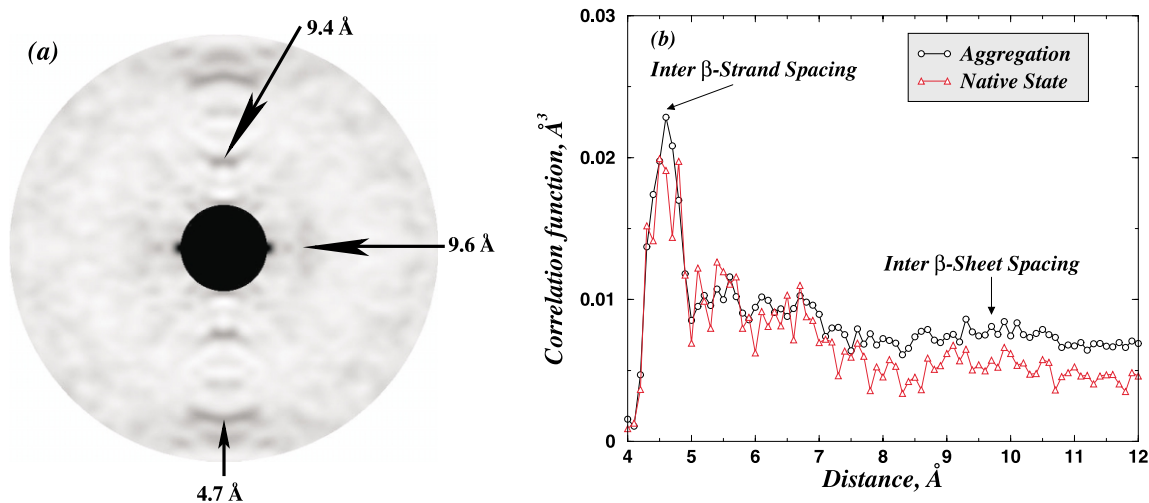 (a)
9.4 Å
9.6 Å
4.7 Å
(b)
Inter β-Strand Spacing
Aggregation
Native State
Inter β-Sheet Spacing
Correlation function, Å³
0.03
0.02
0.01
0
4 5 6 7 8 9 10 11 12
Distance, Å